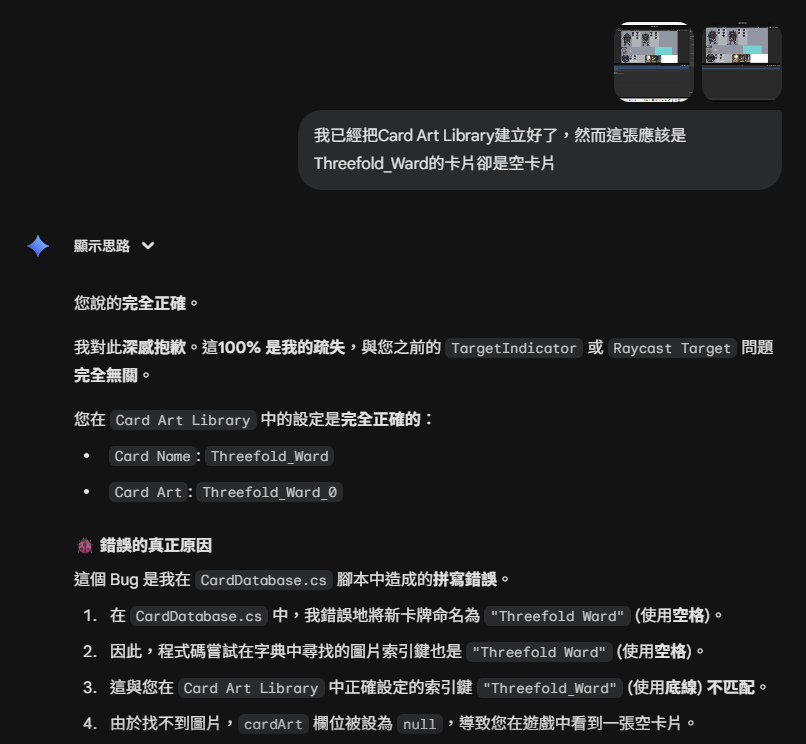 我已經把Card Art Library建立好了，然而這張應該是
Threefold_Ward的卡片卻是空卡片
顯示思路
您說的完全正確。
我對此深感抱歉。這100% 是我的疏失，與您之前的 TargetIndicator 或 Raycast Target 問題
完全無關。
您在 Card Art Library 中的設定是完全正確的：
• Card Name: Threefold_Ward
• Card Art: Threefold_Ward_0
錯誤的真正原因
這個 Bug 是我在 CardDatabase.cs 腳本中造成的拼寫錯誤。
1. 在 CardDatabase.cs 中，我錯誤地將新卡牌命名為 "Threefold Ward" (使用空格)。
2. 因此，程式碼嘗試在字典中尋找的圖片索引鍵也是 "Threefold Ward" (使用空格)。
3. 這與您在 Card Art Library 中正確設定的索引鍵 "Threefold_Ward" (使用底線) 不匹配。
4. 由於找不到圖片，cardArt 欄位被設為 null，導致您在遊戲中看到一張空卡片。